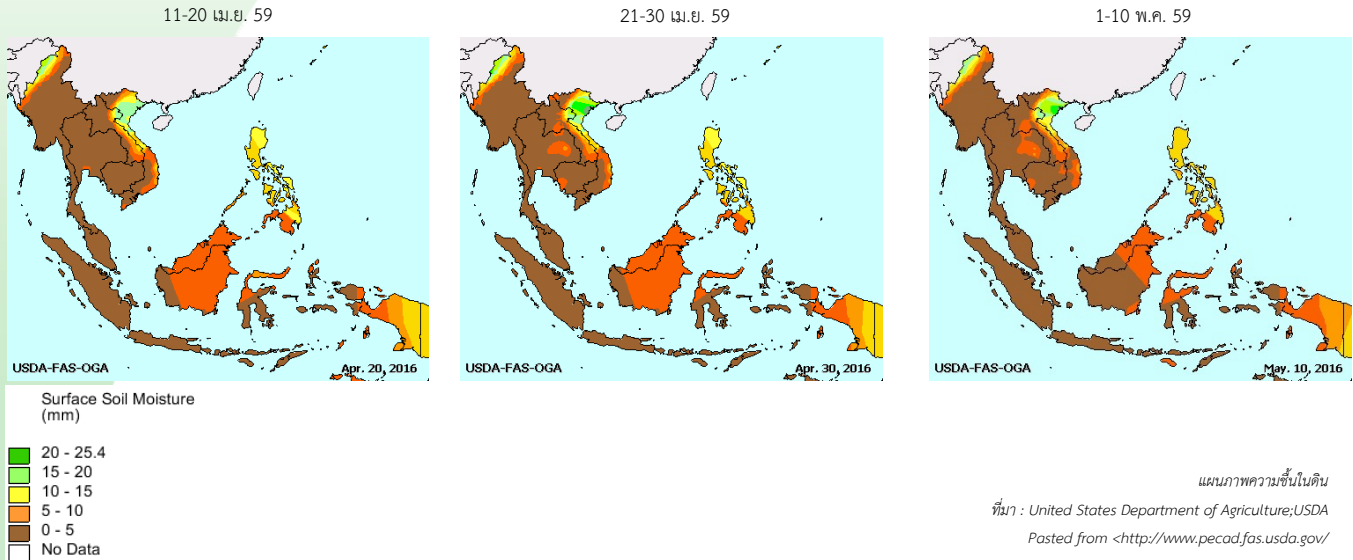 11-20 เม.ย. 59
21-30 เม.ย. 59
1-10 พ.ค. 59
USDA-FAS-OGA
Apr. 20, 2016
USDA-FAS-OGA
Apr. 30, 2016
USDA-FAS-OGA
May. 10, 2016
Surface Soil Moisture
(mm)
20 - 25.4
15 - 20
10 - 15
5 - 10
0 - 5
No Data
แผนภาพความชื้นในดิน
ที่มา : United States Department of Agriculture;USDA
Pasted from <http://www.pecad.fas.usda.gov/